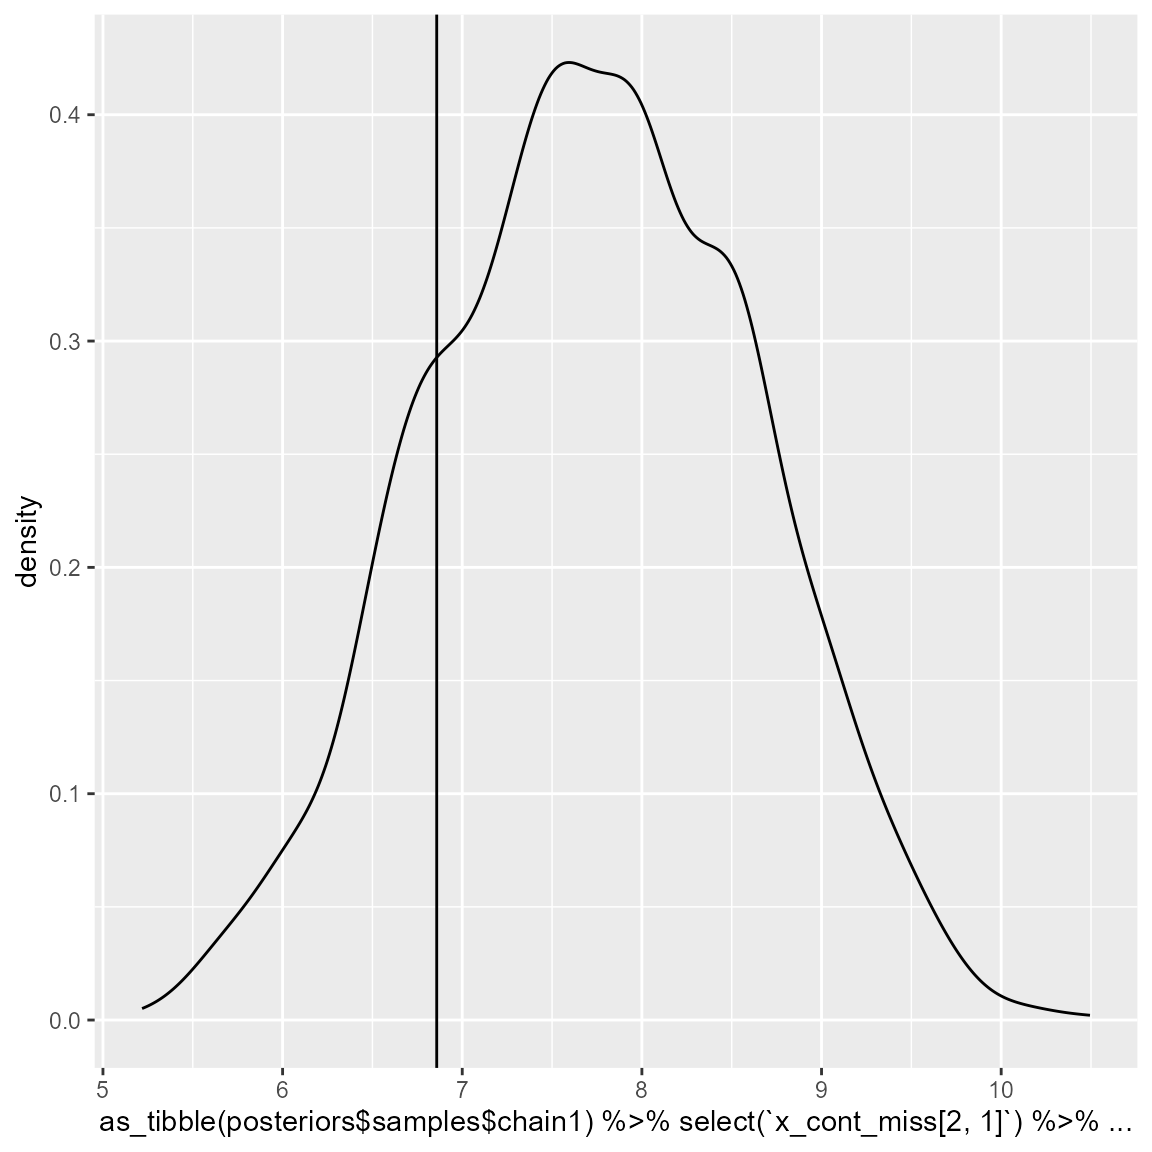 0.4
0.3
0.2
0.1
0.0
density
5 6 7 8 9 10
as_tibble(posteriors$samples$chain1) %>% select(`x_cont_miss[2, 1]`) %>% ...